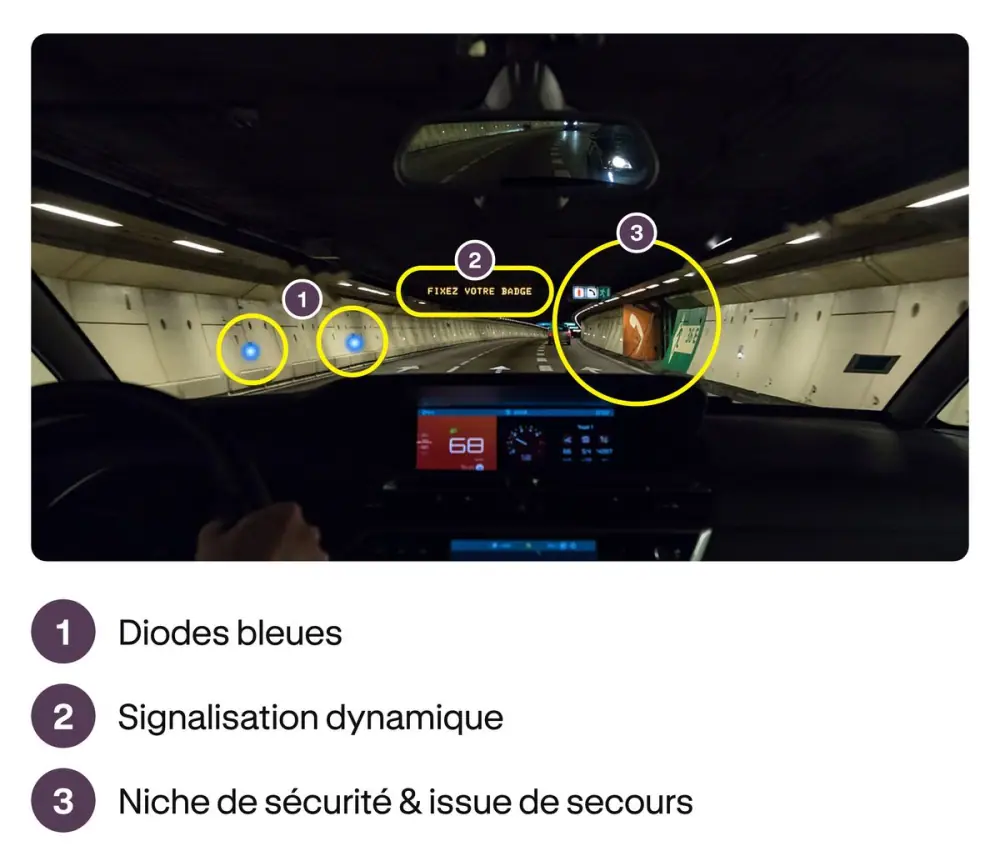 3
2
1
FIXEZ VOTRE BADGE
68
1 Diodes bleues
2 Signalisation dynamique
3 Niche de sécurité & issue de secours